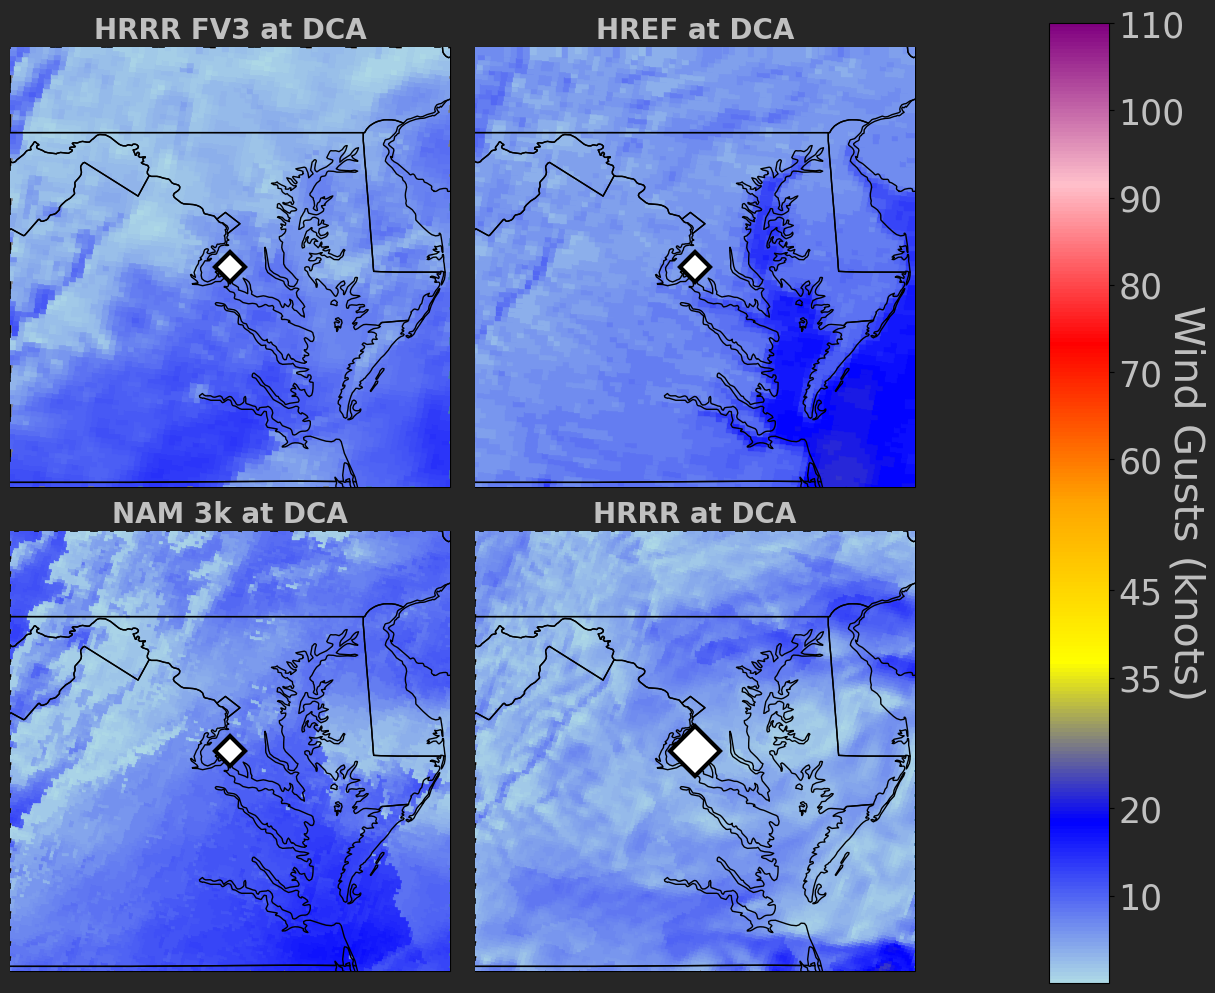 HRRR FV3 at DCA
HREF at DCA
NAM 3k at DCA
HRRR at DCA
110
100
90
80
70
60
45
35
20
10
Wind Gusts (knots)